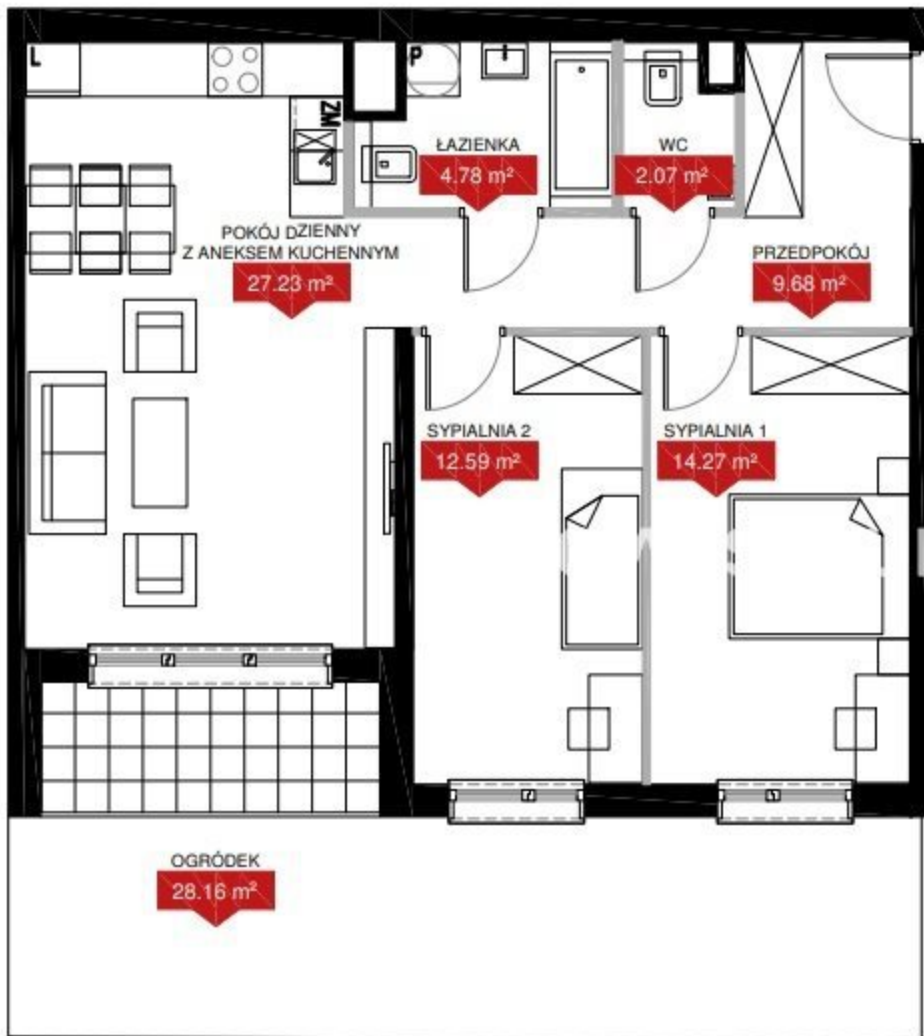 L
P
ZM
ŁAZIENKA
4.78 m²
WC
2.07 m²
POKÓJ DZIENNY
Z ANEKSEM KUCHENNYM
27.23 m²
PRZEDPOKÓJ
9.68 m²
SYPIALNIA 2
12.59 m²
SYPIALNIA 1
14.27 m²
OGRÓDEK
28.16 m²